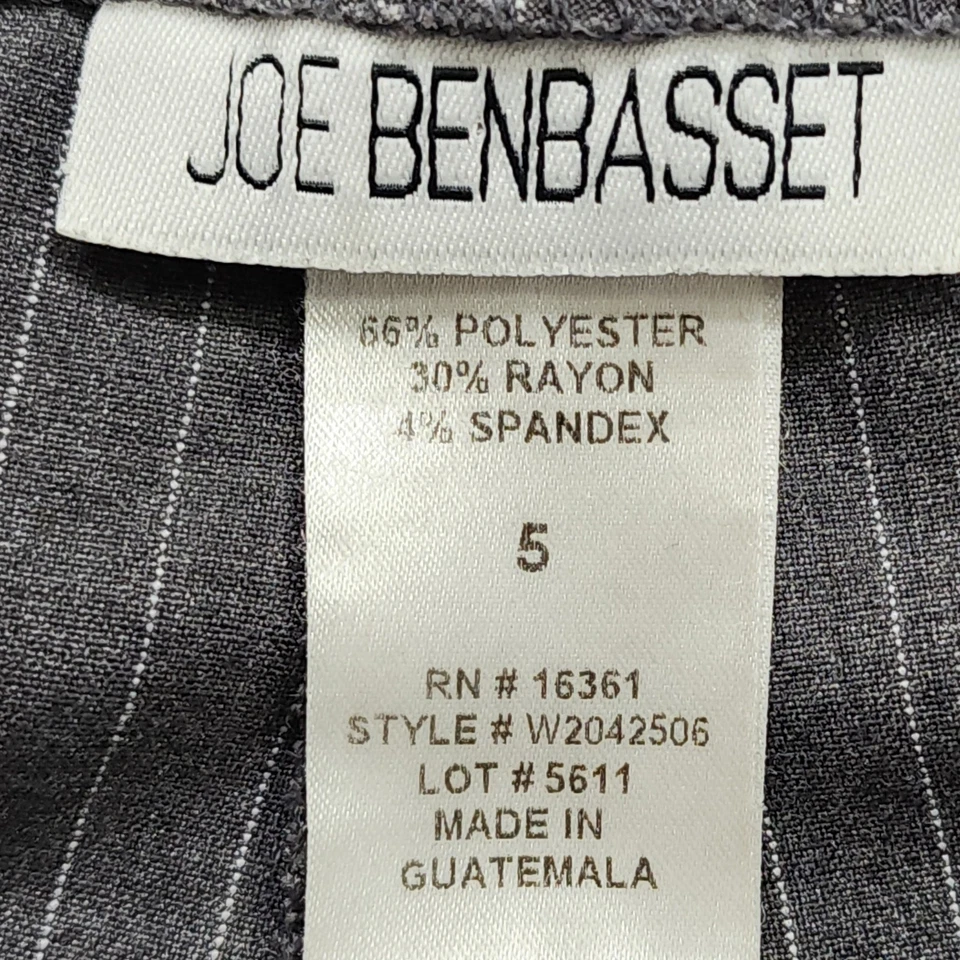 JOE BENBASSET
66% POLYESTER
30% RAYON
4% SPANDEX
5
RN # 16361
STYLE # W2042506
LOT # 5611
MADE IN
GUATEMALA